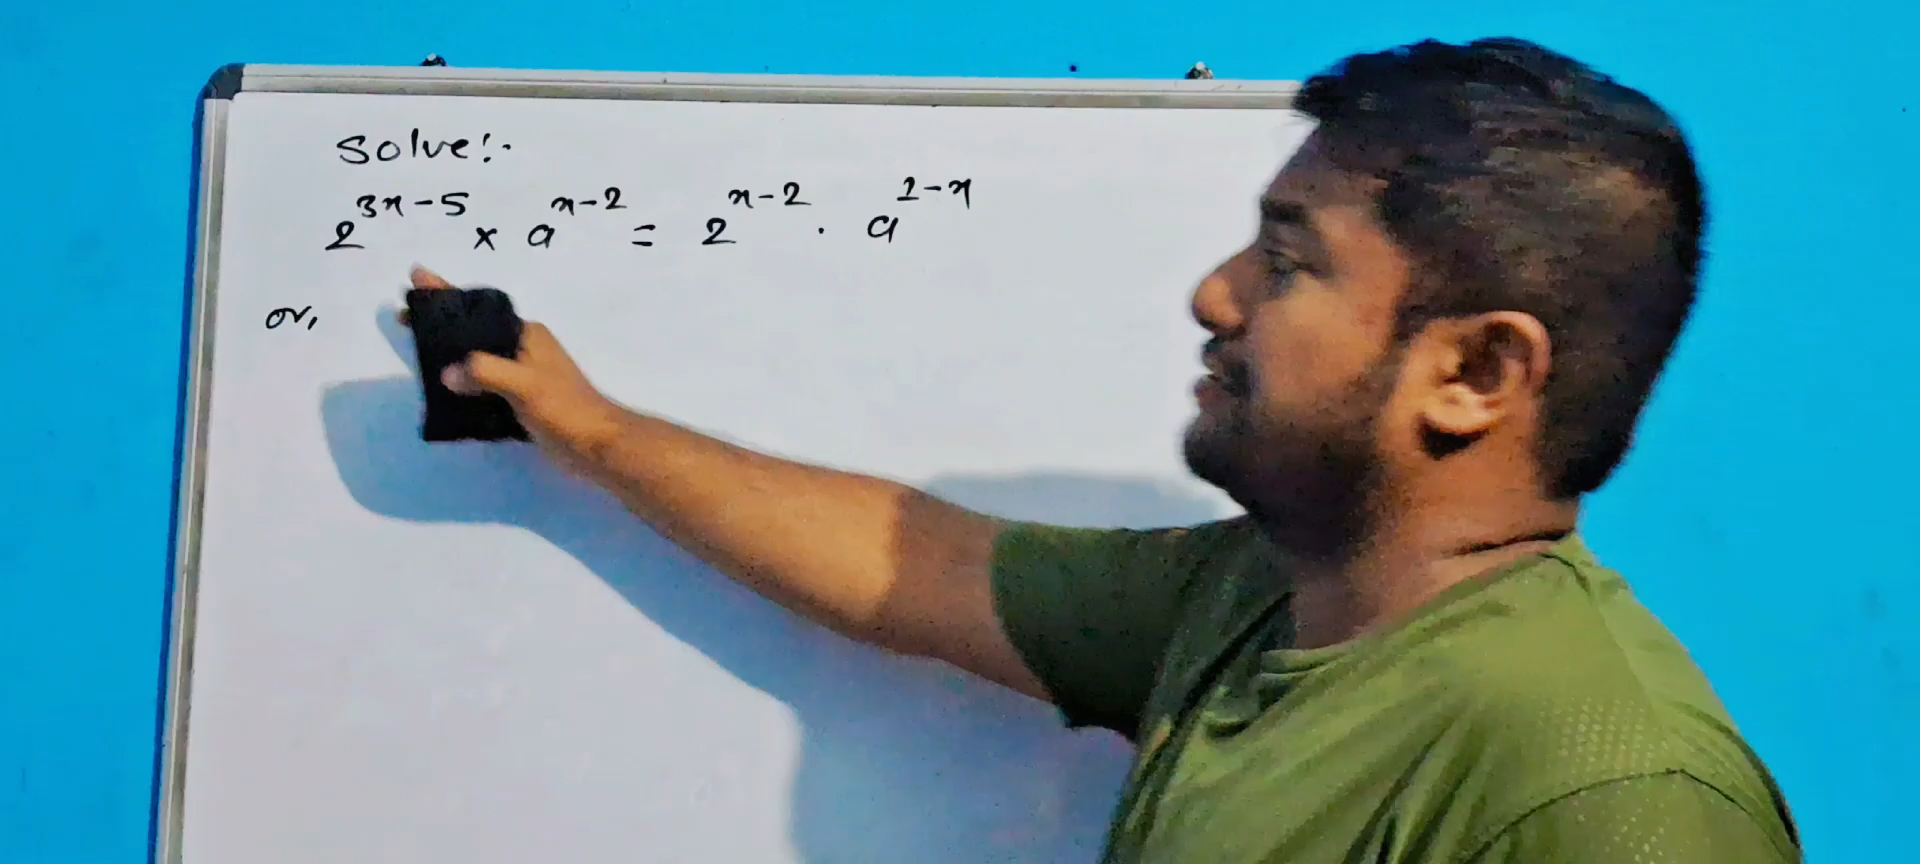 Solve:-
2^{3x-5} × a^{x-2} = 2^{x-2} · a^{1-x}
or,